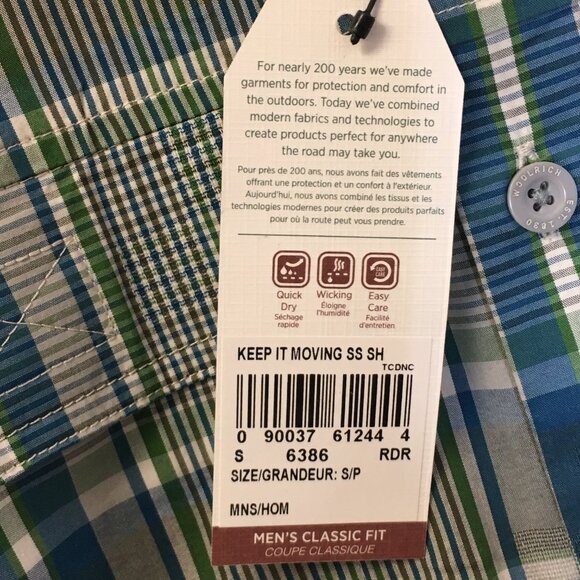 For nearly 200 years we've made
garments for protection and comfort in
the outdoors. Today we've combined
modern fabrics and technologies to
create products perfect for anywhere
the road may take you.
Pour près de 200 ans, nous avons fait des vêtements
offrant une protection et un confort à l'extérieur.
Aujourd'hui, nous avons combiné les tissus et les
technologies modernes pour créer des produits parfaits
pour où la route peut vous prendre.
EASY CARE
Quick Dry
Séchage rapide
Wicking
Éloigne l'humidité
Easy Care
Facilité d'entretien
KEEP IT MOVING SS SH
TCDNC
0 90037 61244 4
S 6386 RDR
SIZE/GRANDEUR: S/P
MNS/HOM
MEN'S CLASSIC FIT
COUPE CLASSIQUE
WOOLRICH
EST. 1830